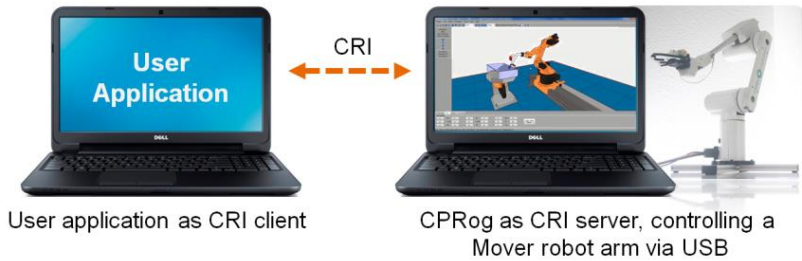 User
Application
CRI
DELL
DELL
User application as CRI client
CPRog as CRI server, controlling a
Mover robot arm via USB